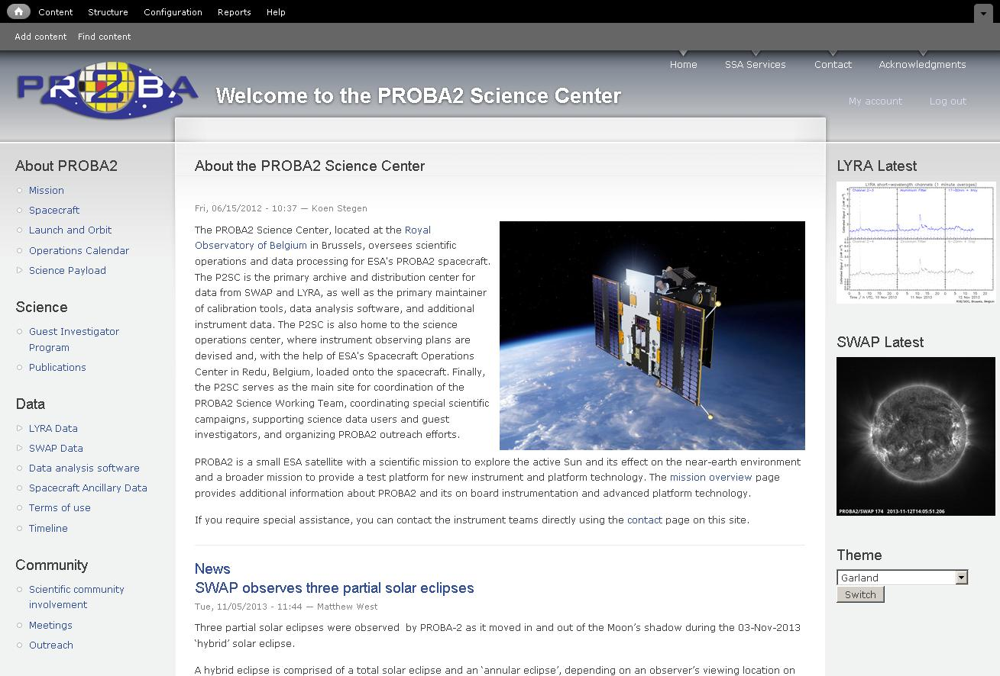 Content Structure Configuration Reports Help
Add content Find content
PROBA2
Home SSA Services Contact Acknowledgments
Welcome to the PROBA2 Science Center
My account Log out
About PROBA2
Mission
Spacecraft
Launch and Orbit
Operations Calendar
Science Payload
Science
Guest Investigator
Program
Publications
Data
LYRA Data
SWAP Data
Data analysis software
Spacecraft Ancillary Data
Terms of use
Timeline
Community
Scientific community
involvement
Meetings
Outreach
About the PROBA2 Science Center
Fri, 06/15/2012 - 10:37 — Koen Stegen
The PROBA2 Science Center, located at the Royal
Observatory of Belgium in Brussels, oversees scientific
operations and data processing for ESA's PROBA2 spacecraft.
The P2SC is the primary archive and distribution center for
data from SWAP and LYRA, as well as the primary maintainer
of calibration tools, data analysis software, and additional
instrument data. The P2SC is also home to the science
operations center, where instrument observing plans are
devised and, with the help of ESA's Spacecraft Operations
Center in Redu, Belgium, loaded onto the spacecraft. Finally,
the P2SC serves as the main site for coordination of the
PROBA2 Science Working Team, coordinating special scientific
campaigns, supporting science data users and guest
investigators, and organizing PROBA2 outreach efforts.
PROBA2 is a small ESA satellite with a scientific mission to explore the active Sun and its effect on the near-earth environment
and a broader mission to provide a test platform for new instrument and platform technology. The mission overview page
provides additional information about PROBA2 and its on board instrumentation and advanced platform technology.
If you require special assistance, you can contact the instrument teams directly using the contact page on this site.
News
SWAP observes three partial solar eclipses
Tue, 11/05/2013 - 11:44 — Matthew West
Three partial solar eclipses were observed by PROBA-2 as it moved in and out of the Moon’s shadow during the 03-Nov-2013
‘hybrid’ solar eclipse.
A hybrid eclipse is comprised of a total solar eclipse and an ‘annular eclipse’, depending on an observer’s viewing location on
LYRA Latest
LYRA short-wavelength channels (1 minute averages)
Channel 2-3 Aluminium filter
Channel 2-4 Zirconium filter
10 Nov 2013 11 Nov 2013 12 Nov 2013
SWAP Latest
PROBA2/SWAP 174 2013-11-12T14:05:51.206
Theme
Garland
Switch